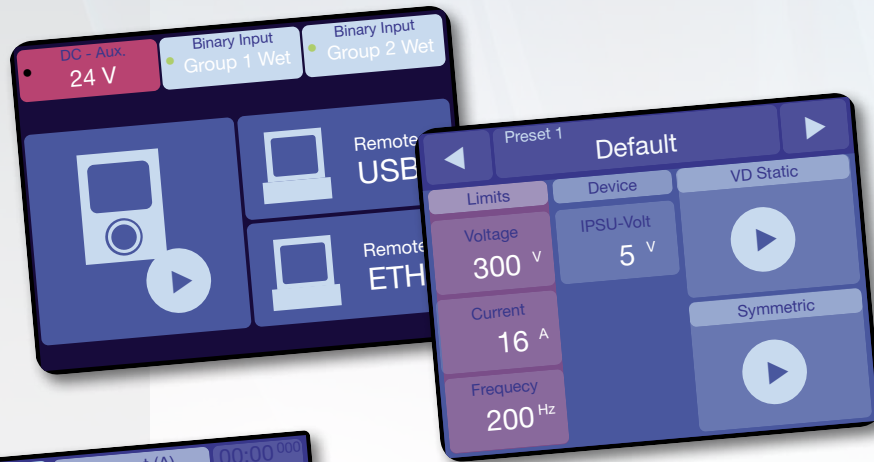 DC - Aux.
24 V
Binary Input
Group 1 Wet
Binary Input
Group 2 Wet
Remote
USB
Remote
ETH
Preset 1
Default
Limits
Voltage
300 V
Current
16 A
Frequecy
200 Hz
Device
IPSU-Volt
5 V
VD Static
Symmetric
(A)
00:00 000